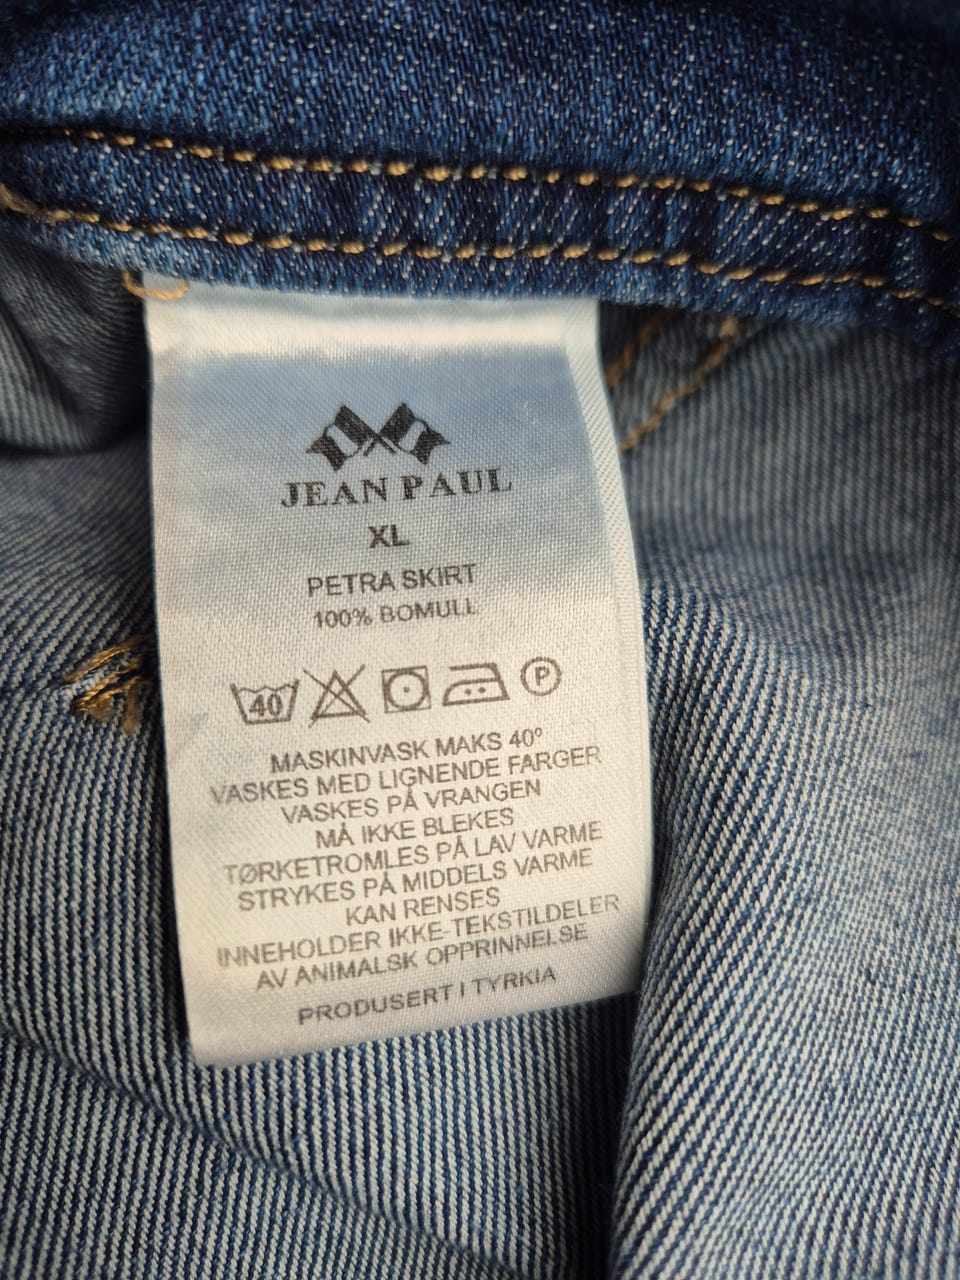 JEAN PAUL
XL
PETRA SKIRT
100% BOMULL
40 P
MASKINVASK MAKS 40°
VASKES MED LIGNENDE FARGER
VASKES PÅ VRANGEN
MÅ IKKE BLEKES
TØRKETROMLES PÅ LAV VARME
STRYKES PÅ MIDDELS VARME
KAN RENSES
INNEHOLDER IKKE-TEKSTILDELER
AV ANIMALSK OPPRINNELSE
PRODUSERT I TYRKIA